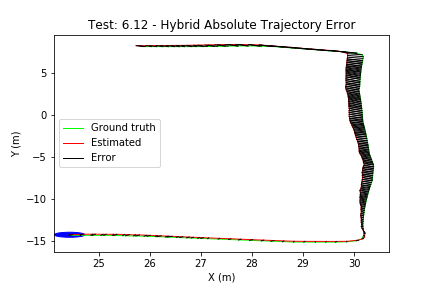 Test: 6.12 - Hybrid Absolute Trajectory Error
Y (m)
5
0
−5
−10
−15
Ground truth
Estimated
Error
25 26 27 28 29 30
X (m)